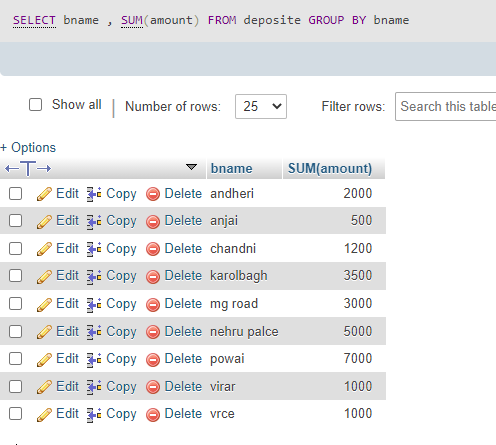 SELECT bname , SUM(amount) FROM deposite GROUP BY bname
Show all Number of rows: 25 Filter rows: Search this table
+ Options
bname SUM(amount)
Edit Copy Delete andheri 2000
Edit Copy Delete anjai 500
Edit Copy Delete chandni 1200
Edit Copy Delete karolbagh 3500
Edit Copy Delete mg road 3000
Edit Copy Delete nehru palce 5000
Edit Copy Delete powai 7000
Edit Copy Delete virar 1000
Edit Copy Delete vrce 1000